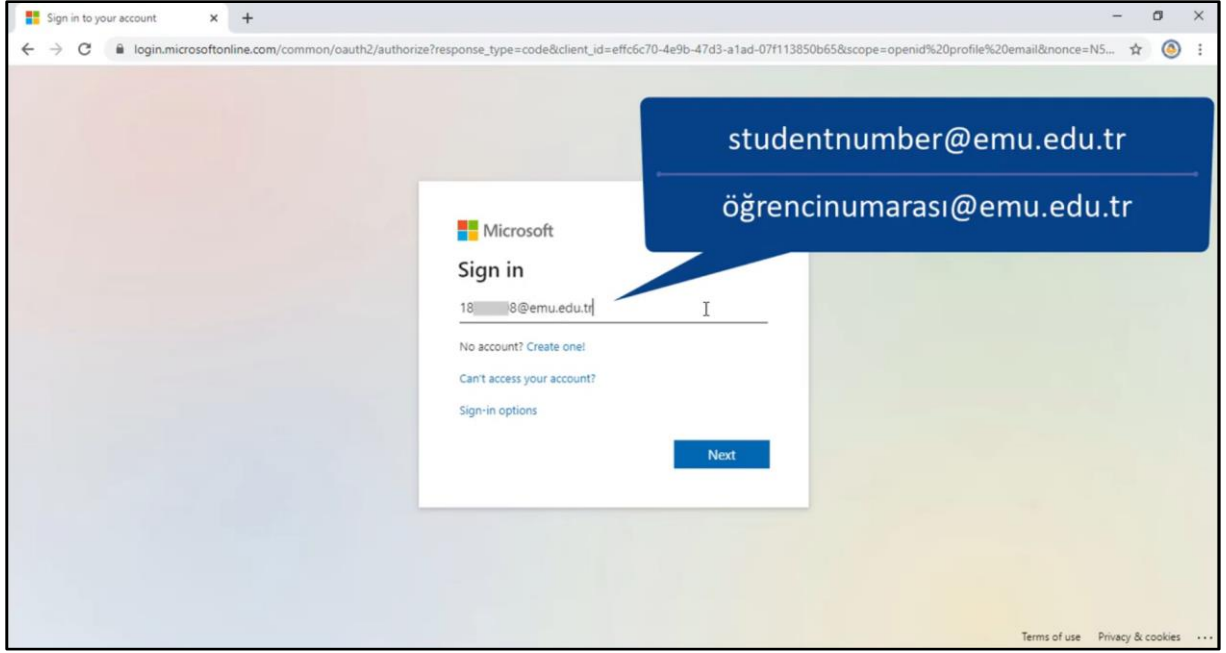 Sign in to your account
login.microsoftonline.com/common/oauth2/authorize?response_type=code&client_id=effc6c70-4e9b-47d3-a1ad-07f113850b65&scope=openid%20profile%20email&nonce=N5...
studentnumber@emu.edu.tr
öğrencinumarası@emu.edu.tr
Microsoft
Sign in
18 8@emu.edu.tr
No account? Create one!
Can't access your account?
Sign-in options
Next
Terms of use Privacy & cookies ...